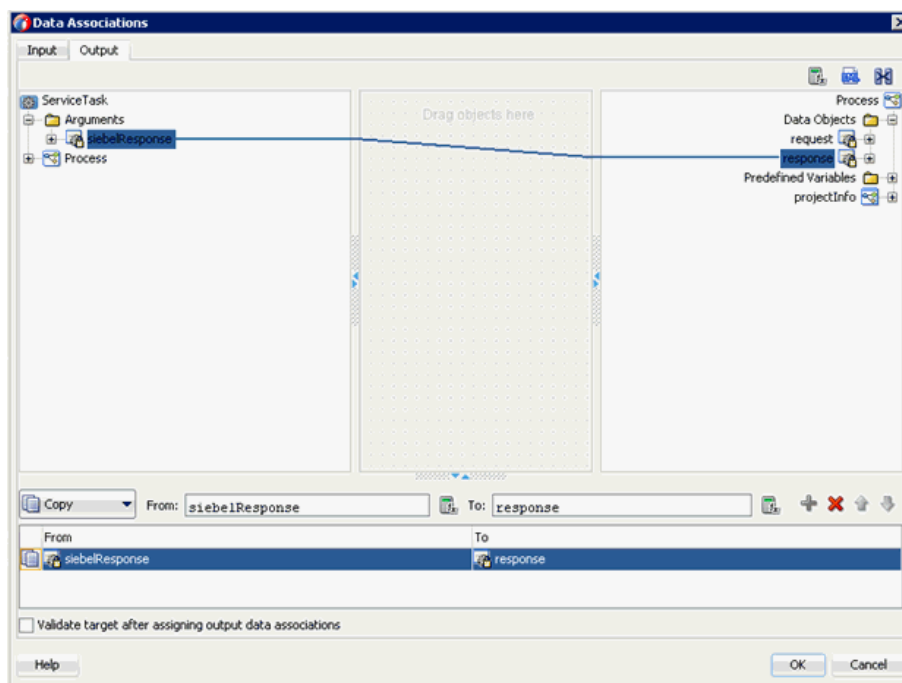 Data Associations
Input Output
ServiceTask
Arguments
siebelResponse
Process
Drag objects here
Process
Data Objects
request
response
Predefined Variables
projectInfo
Copy From: siebelResponse To: response
From To
siebelResponse response
Validate target after assigning output data associations
Help OK Cancel